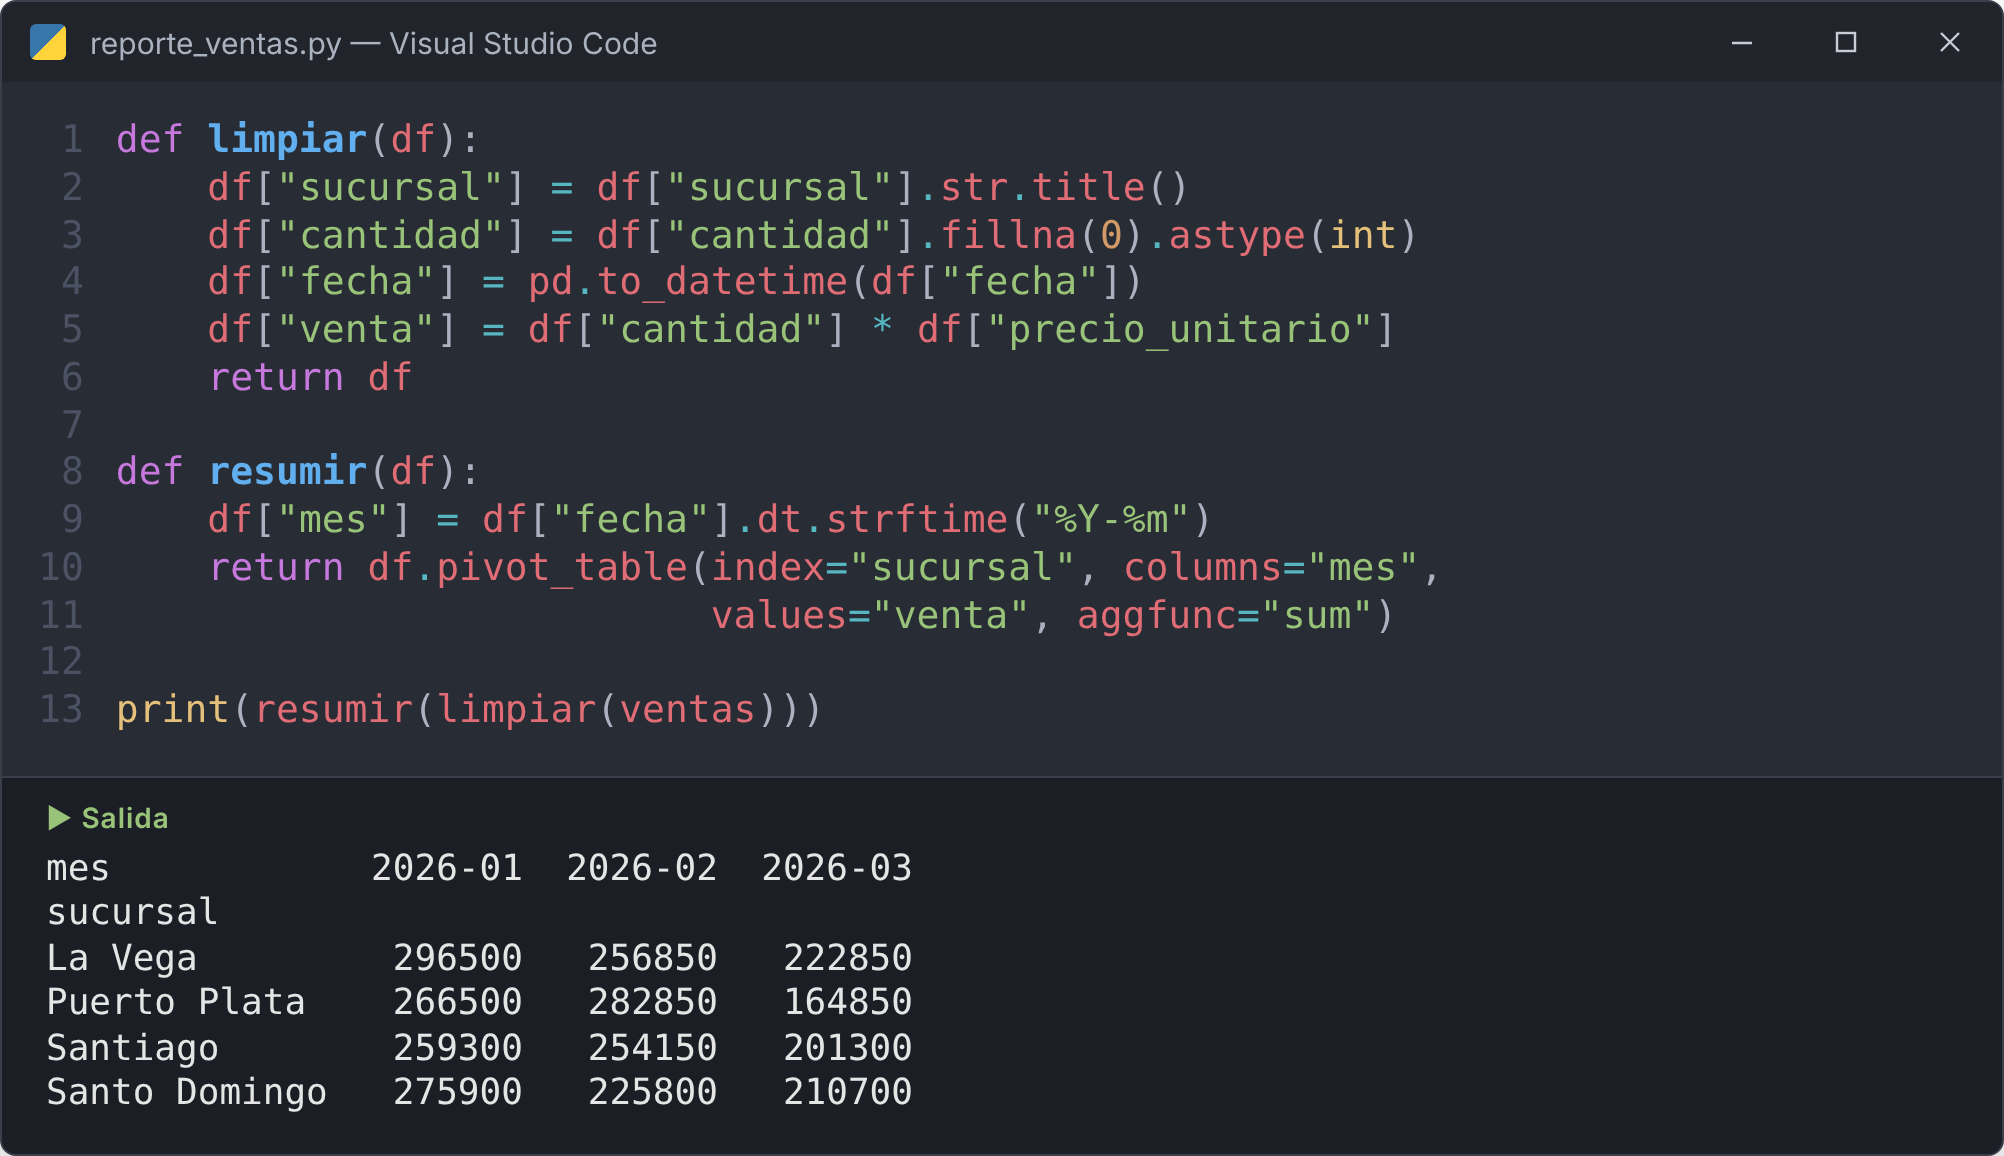 reporte_ventas.py — Visual Studio Code
1 def limpiar(df):
2     df["sucursal"] = df["sucursal"].str.title()
3     df["cantidad"] = df["cantidad"].fillna(0).astype(int)
4     df["fecha"] = pd.to_datetime(df["fecha"])
5     df["venta"] = df["cantidad"] * df["precio_unitario"]
6     return df
7
8 def resumir(df):
9     df["mes"] = df["fecha"].dt.strftime("%Y-%m")
10     return df.pivot_table(index="sucursal", columns="mes",
11                           values="venta", aggfunc="sum")
12
13 print(resumir(limpiar(ventas)))
▶ Salida
mes            2026-01  2026-02  2026-03
sucursal
La Vega         296500   256850   222850
Puerto Plata    266500   282850   164850
Santiago        259300   254150   201300
Santo Domingo   275900   225800   210700